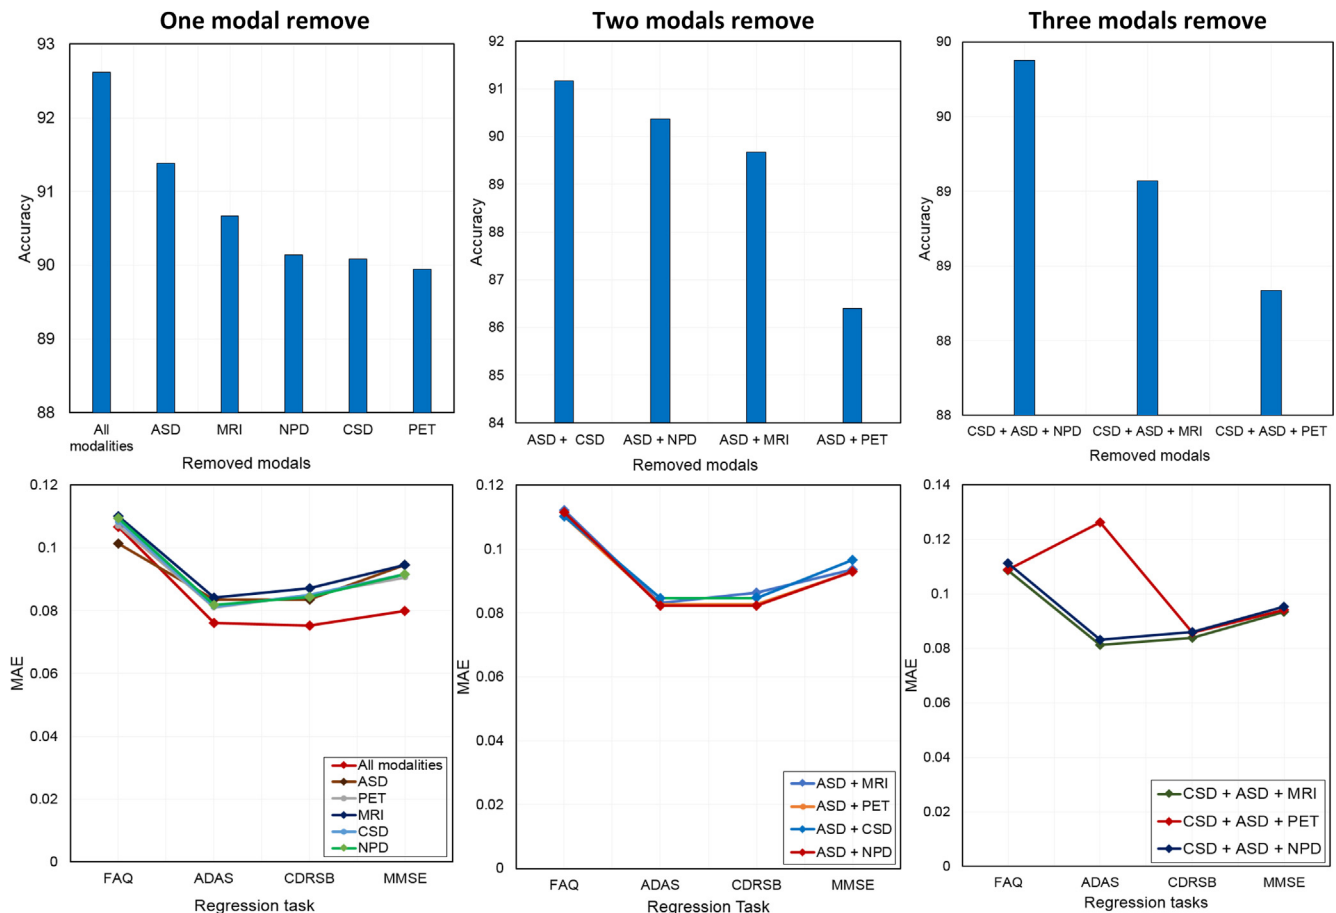 One modal remove
93
92
91
90
89
88
Accuracy
All modalities
ASD
MRI
NPD
CSD
PET
Removed modals
Two modals remove
92
91
90
89
88
87
86
85
84
Accuracy
ASD + CSD
ASD + NPD
ASD + MRI
ASD + PET
Removed modals
Three modals remove
90
90
89
89
88
88
Accuracy
CSD + ASD + NPD
CSD + ASD + MRI
CSD + ASD + PET
Removed modals
0.12
0.1
0.08
0.06
0.04
0.02
0
MAE
All modalities
ASD
PET
MRI
CSD
NPD
FAQ
ADAS
CDRSB
MMSE
Regression task
0.12
0.1
0.08
0.06
0.04
0.02
0
MAE
ASD + MRI
ASD + PET
ASD + CSD
ASD + NPD
FAQ
ADAS
CDRSB
MMSE
Regression Task
0.14
0.12
0.1
0.08
0.06
0.04
0.02
0
MAE
CSD + ASD + MRI
CSD + ASD + PET
CSD + ASD + NPD
FAQ
ADAS
CDRSB
MMSE
Regression tasks